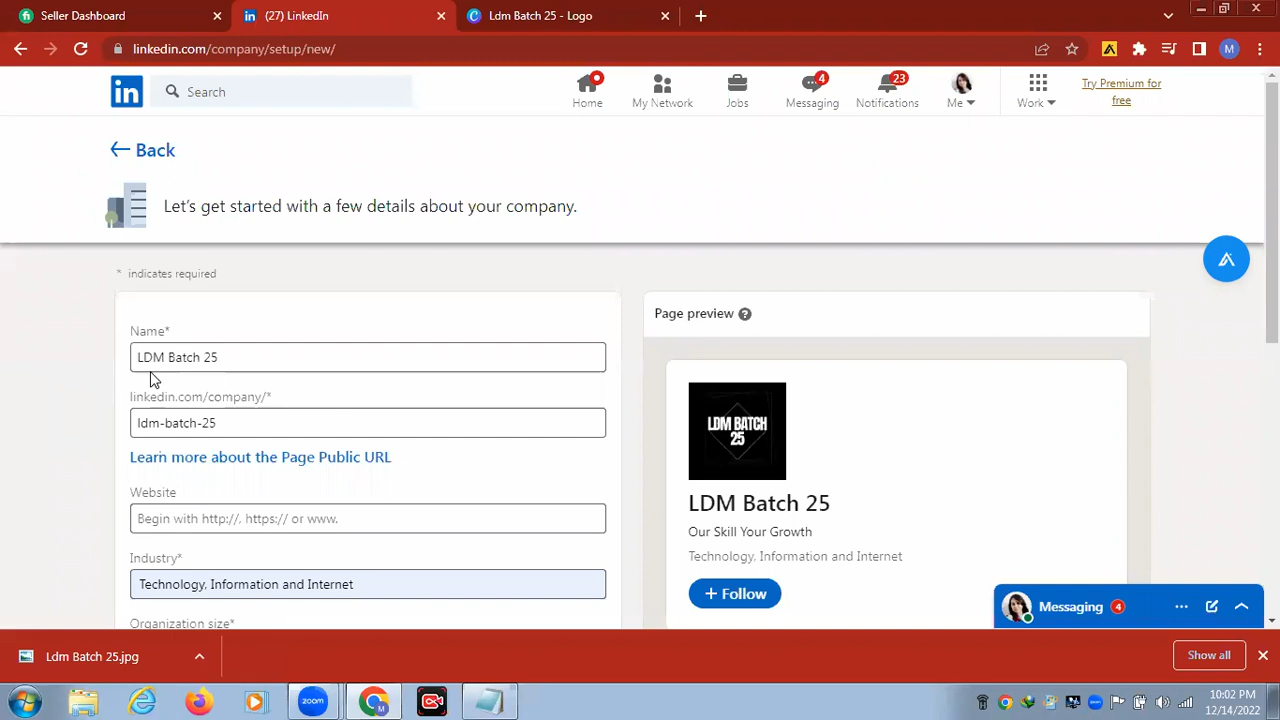 Seller Dashboard
(27) LinkedIn
Ldm Batch 25 - Logo
linkedin.com/company/setup/new/
M
in
Search
Home
My Network
Jobs
4
Messaging
23
Notifications
Me
Work
Try Premium for
free
Back
Let's get started with a few details about your company.
* indicates required
Name*
LDM Batch 25
linkedin.com/company/*
ldm-batch-25
Learn more about the Page Public URL
Website
Begin with http://, https:// or www.
Industry*
Technology, Information and Internet
Organization size*
Page preview ?
LDM BATCH
25
LDM Batch 25
Our Skill Your Growth
Technology, Information and Internet
+ Follow
Messaging 4
Ldm Batch 25.jpg
Show all
zoom
M
10:02 PM
12/14/2022